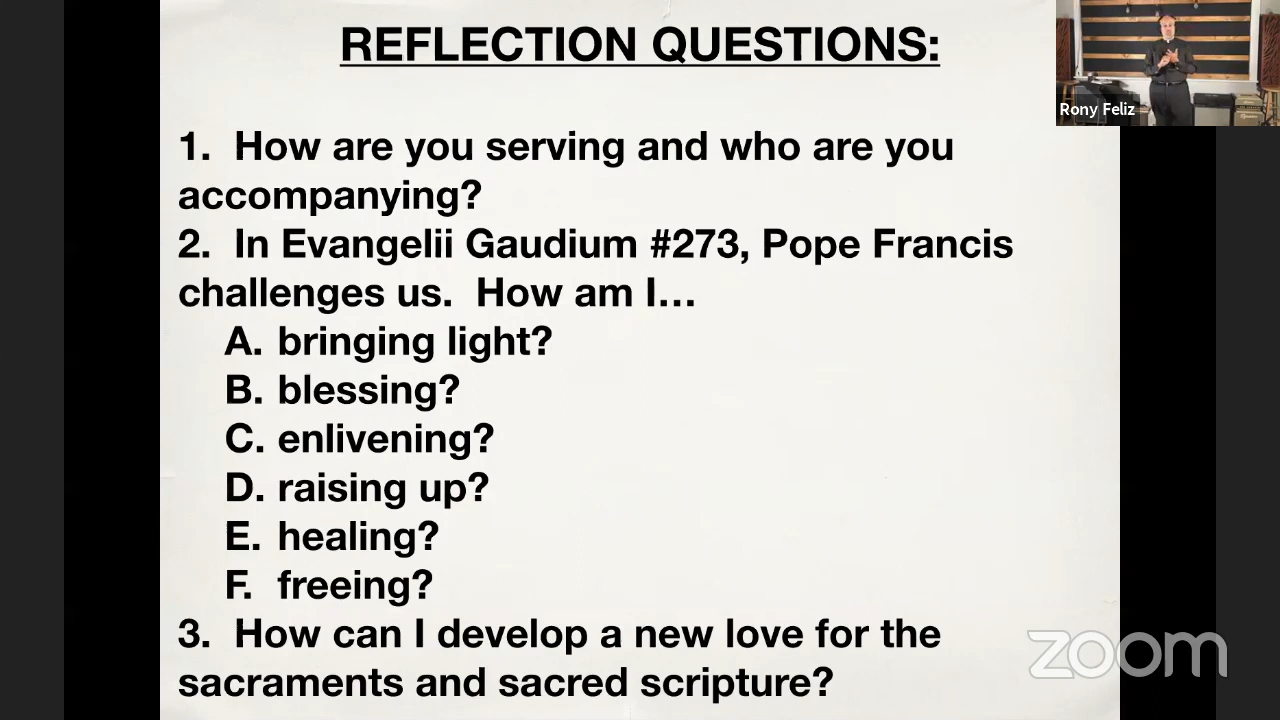 REFLECTION QUESTIONS:
Rony Feliz
1. How are you serving and who are you
accompanying?
2. In Evangelii Gaudium #273, Pope Francis
challenges us. How am I...
A. bringing light?
B. blessing?
C. enlivening?
D. raising up?
E. healing?
F. freeing?
3. How can I develop a new love for the
sacraments and sacred scripture?
zoom